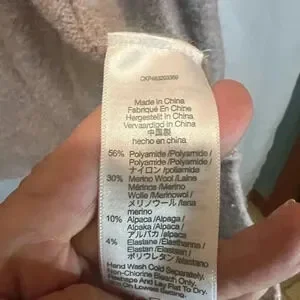 Made in China
Fabriqué En Chine
Hergestellt in China
Vervaardigd in China
中国製
hecho en china
56% Polyamide /Polyamide /
Polyamide /Polyamide /
ナイロン /poliamida
30% Merino Wool /Laine
Mérinos /Merino
Wolle /Merinowol /
メリノウール /lana
merino
10% Alpaca /Alpaga /
Alpaka /Alpaca /
アルパカ /alpaca
4% Elastane /Elasthanne /
Elastan /Elastaan /
ポリウレタン /elastano
Hand Wash Cold Separately.
Non-Chlorine Bleach Only.
Reshape And Lay Flat To Dry.